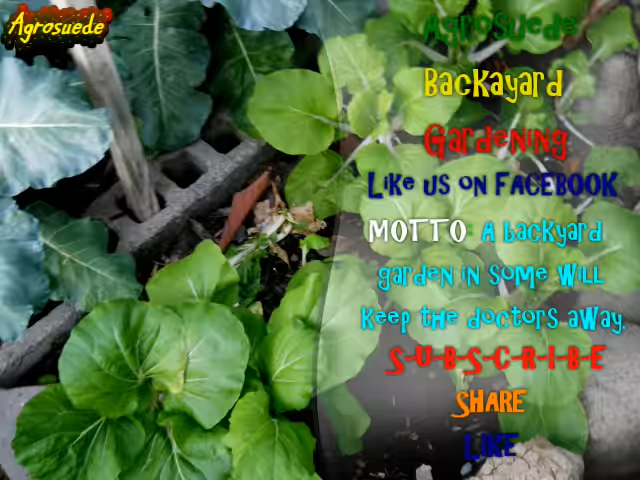 Agrosuede
AgroSuede
Backayard
Gardening
Like us on FACEBOOK
MOTTO: A backyard
garden in some will
keep the doctors away.
S-U-B-S-C-R-I-B-E
SHARE
LIKE